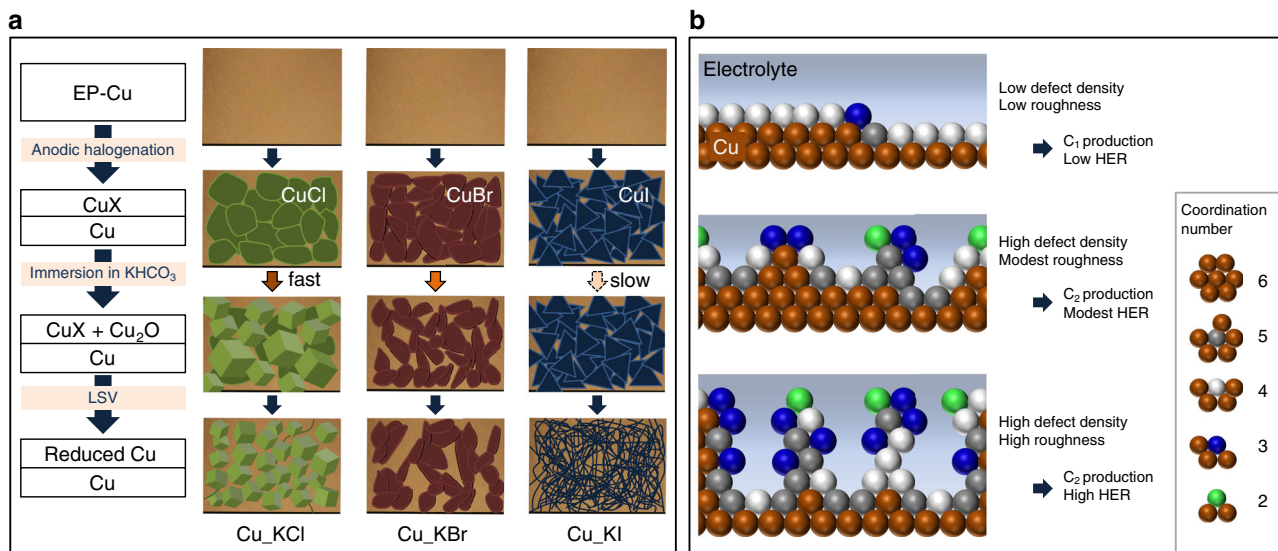 a
EP-Cu
Anodic halogenation
CuX
Cu
Immersion in KHCO₃
CuX + Cu₂O
Cu
LSV
Reduced Cu
Cu
CuCl
CuBr
CuI
fast
slow
Cu_KCl
Cu_KBr
Cu_KI
b
Electrolyte
Cu
Low defect density
Low roughness
C₁ production
Low HER
High defect density
Modest roughness
C₂ production
Modest HER
High defect density
High roughness
C₂ production
High HER
Coordination
number
6
5
4
3
2